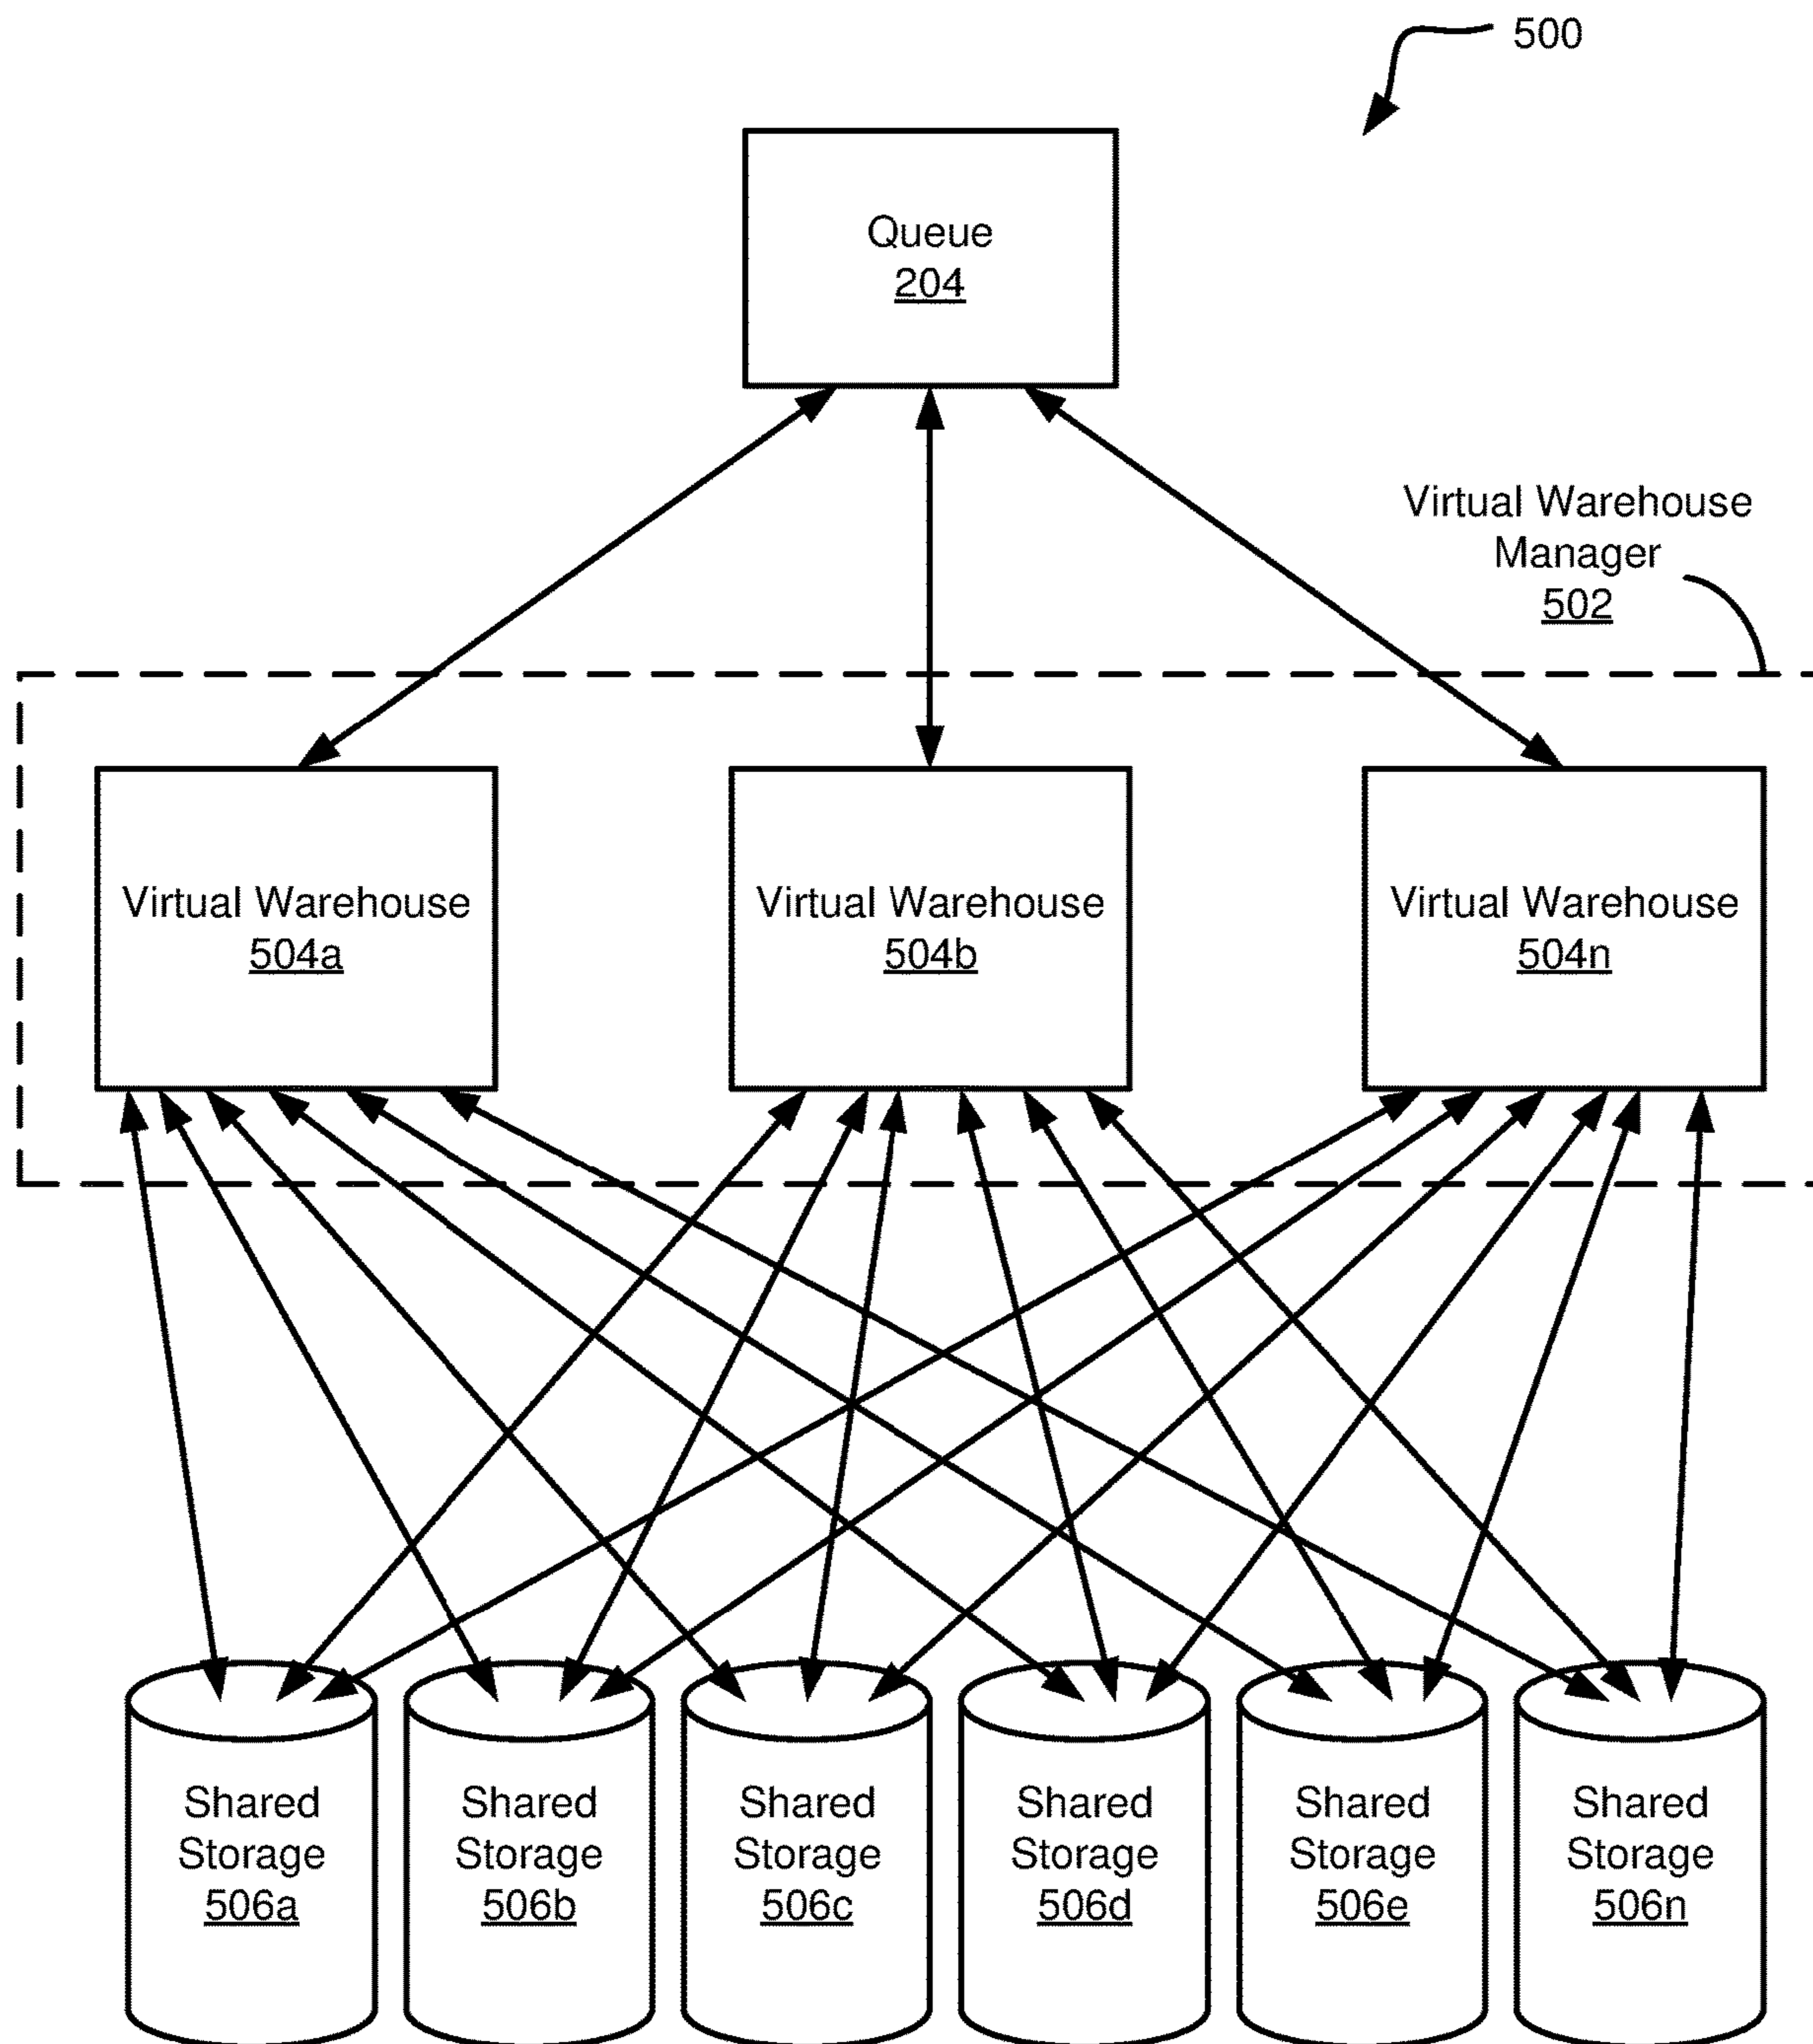 500
Queue
204
Virtual Warehouse
Manager
502
Virtual Warehouse
504a
Virtual Warehouse
504b
Virtual Warehouse
504n
Shared
Storage
506a
Shared
Storage
506b
Shared
Storage
506c
Shared
Storage
506d
Shared
Storage
506e
Shared
Storage
506n